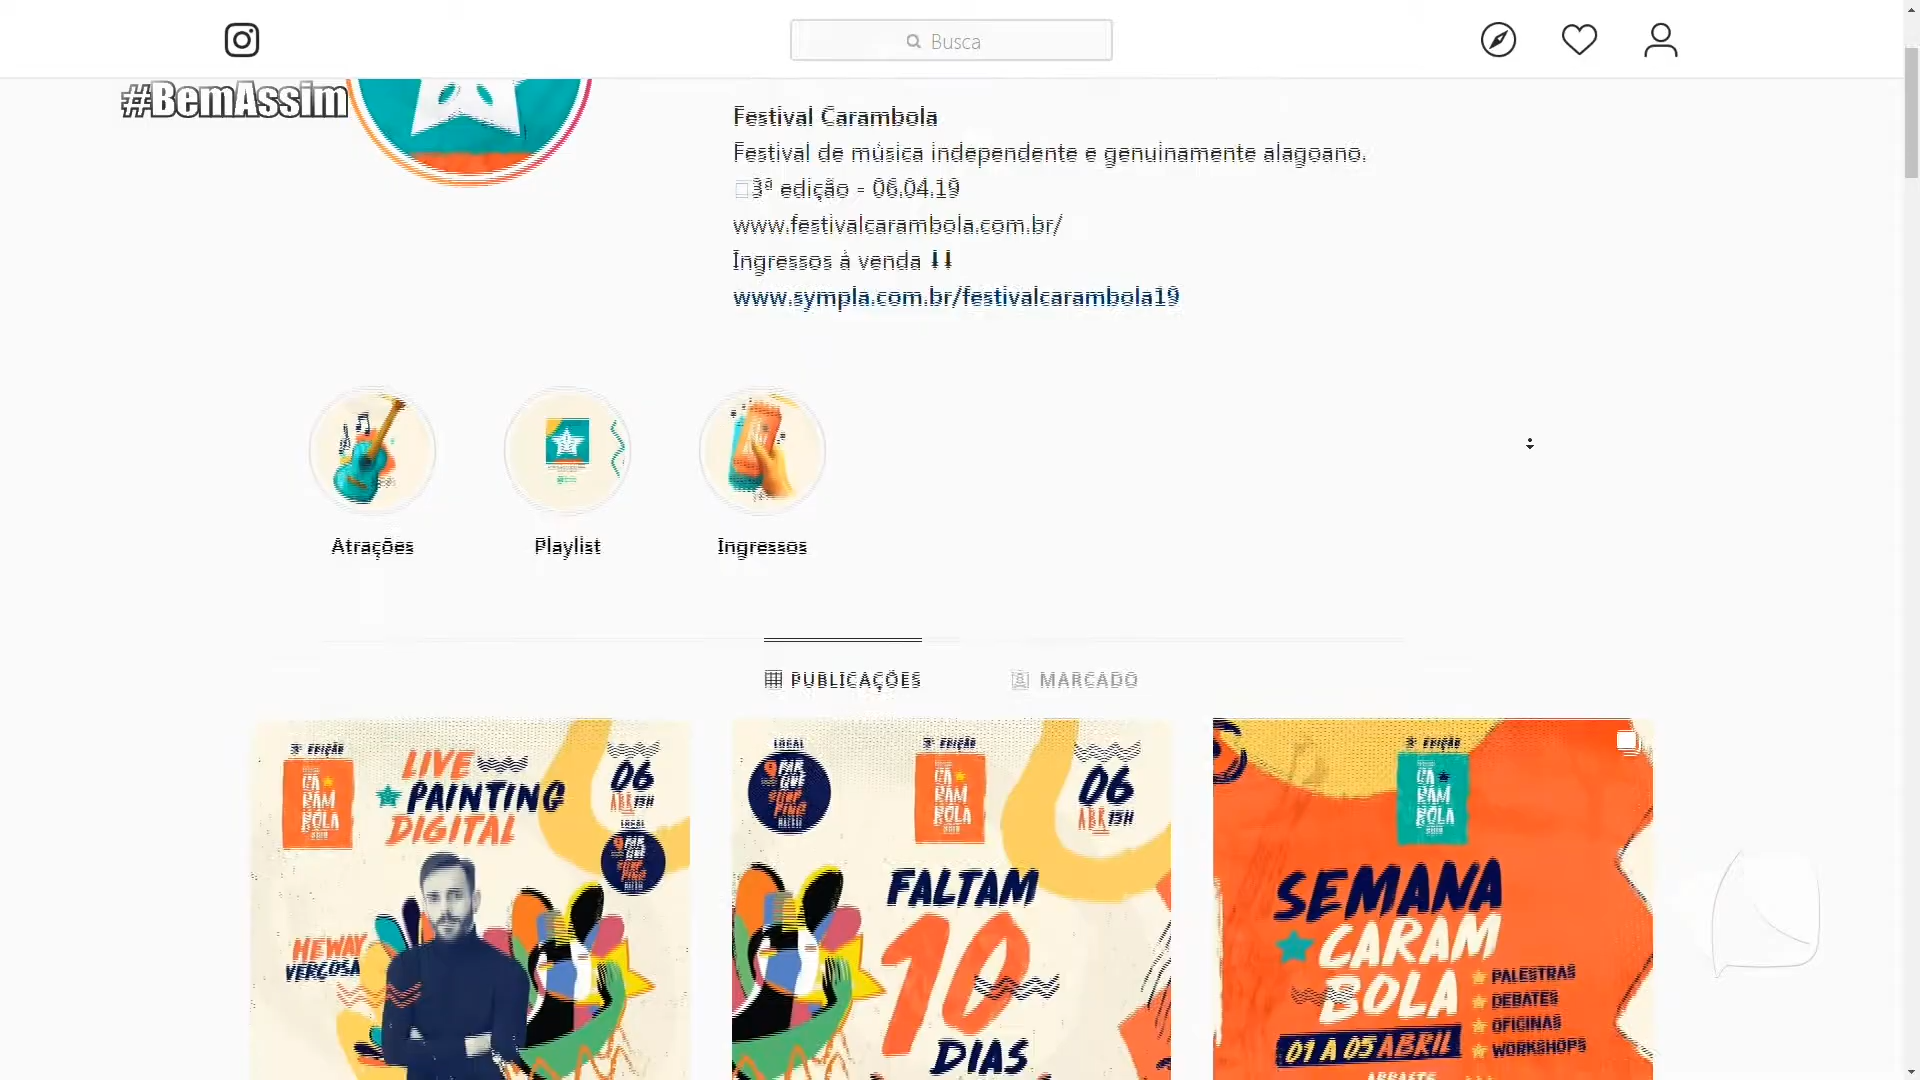 Busca
#BemAssim
Festival Carambola
Festival de música independente e genuinamente alagoano.
3ª edição - 06.04.19
www.festivalcarambola.com.br/
Ingressos à venda ⬇⬇
www.sympla.com.br/festivalcarambola19
Atrações
Playlist
Ingressos
PUBLICAÇÕES
MARCADO
3ª EDIÇÃO
CA
RAM
BOLA
LIVE
PAINTING
DIGITAL
06
ABR 15H
LOCAL
HEWAY
VERÇOSA
LOCAL
3ª EDIÇÃO
CA
RAM
BOLA
06
ABR 15H
FALTAM
10
DIAS
3ª EDIÇÃO
CA
RAM
BOLA
SEMANA
CARAM
BOLA
01 A 05 ABRIL
PALESTRAS
DEBATES
OFICINAS
WORKSHOPS